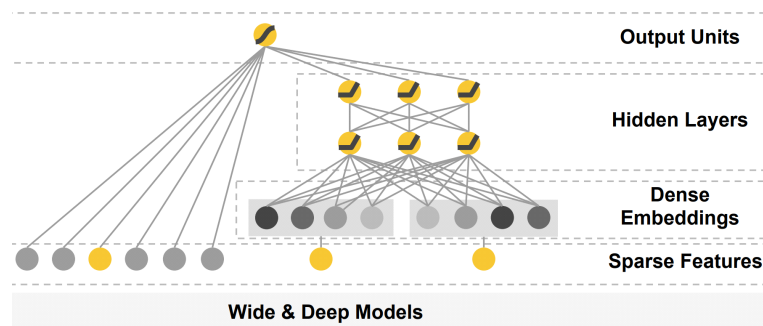 Output Units
Hidden Layers
Dense
Embeddings
Sparse Features
Wide & Deep Models